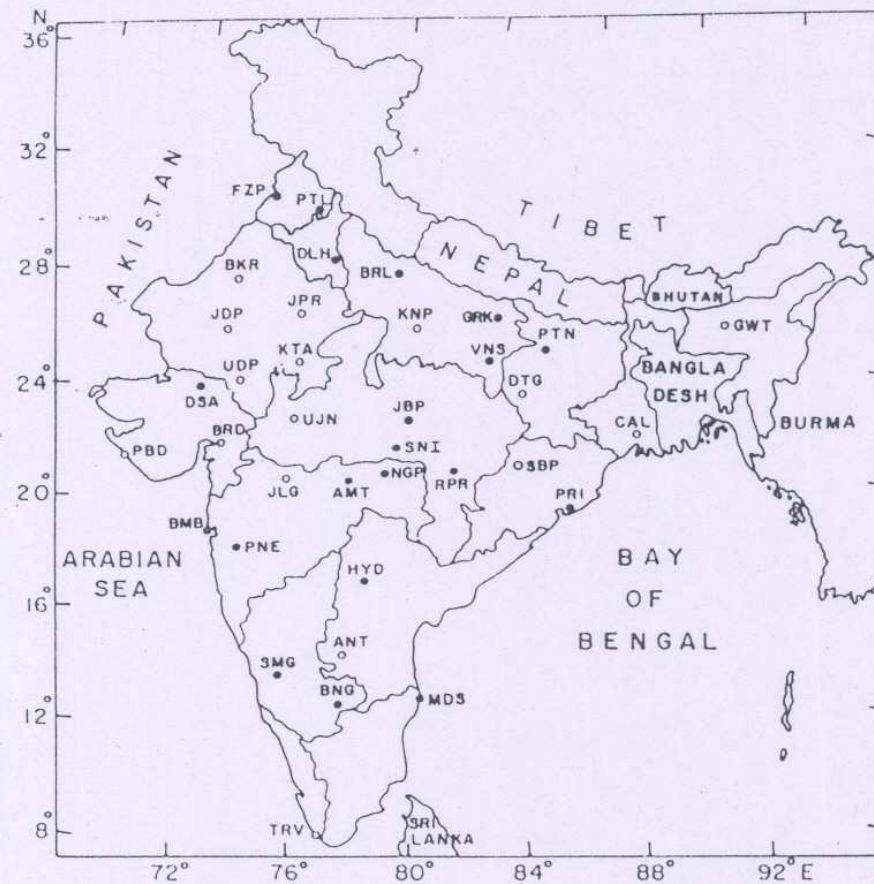 N
36°
32°
28°
24°
20°
16°
12°
8°
72°
76°
80°
84°
88°
92° E
PAKISTAN
TIBET
NEPAL
BHUTAN
BANGLA
DESH
BURMA
ARABIAN
SEA
BAY
OF
BENGAL
SRI
LANKA
FZP
PTL
DLH
BKR
BRL
JDP
JPR
KNP
GRK
PTN
GWT
UDP
KTA
VNS
DTG
DSA
BRD
UJN
JBP
CAL
PBD
SNI
JLG
AMT
NGP
RPR
SBP
PRI
BMB
PNE
HYD
ANT
SMG
BNG
MDS
TRV